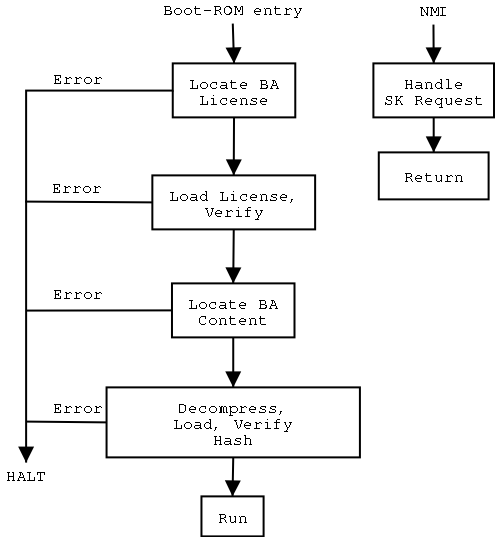 Boot-ROM entry
NMI
Error
Locate BA
License
Handle
SK Request
Error
Load License,
Verify
Return
Error
Locate BA
Content
Error
Decompress,
Load, Verify
Hash
HALT
Run